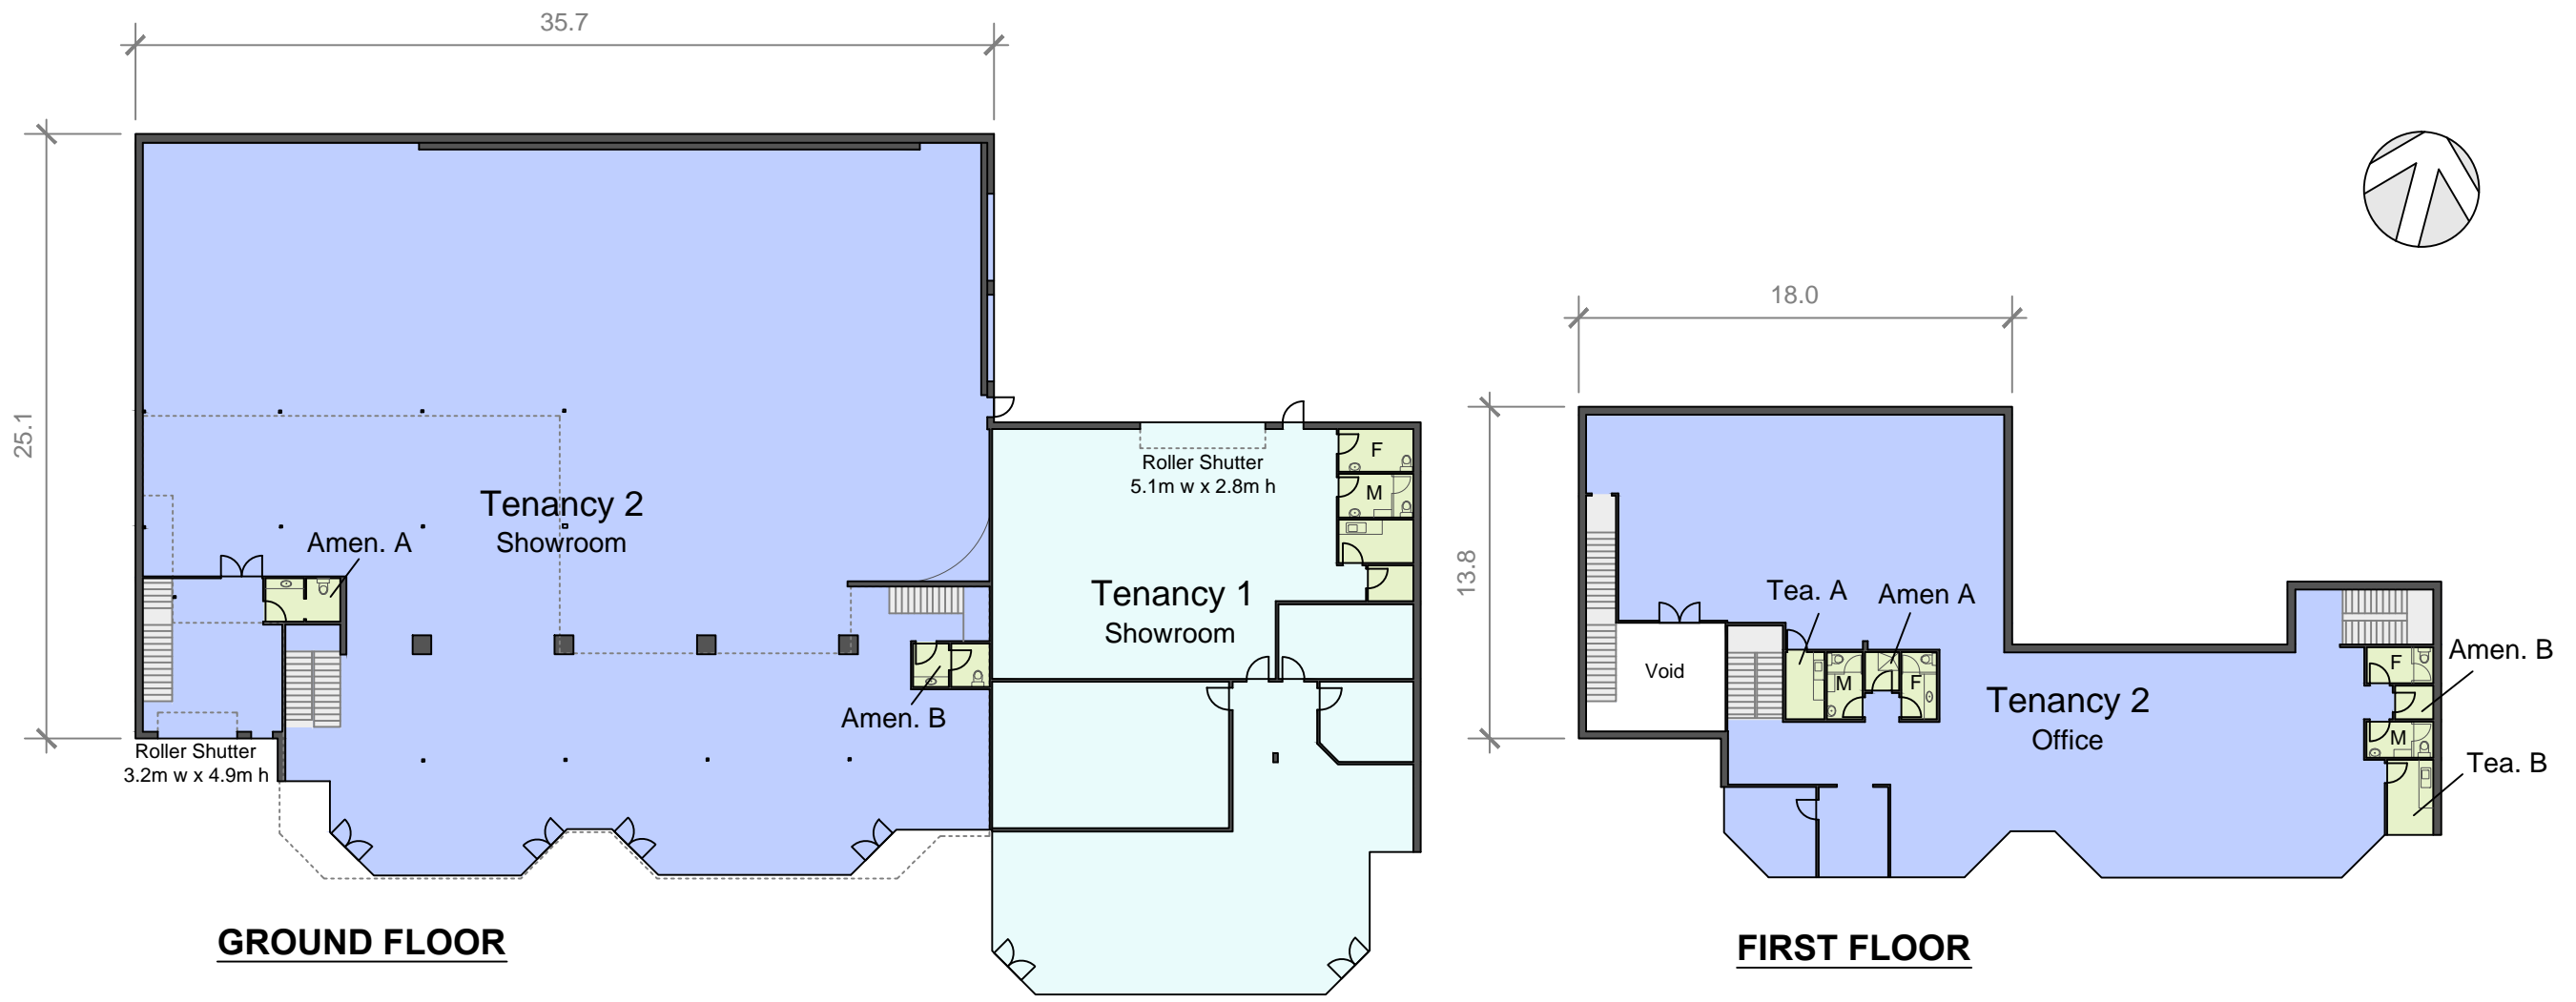 35.7
25.1
18.0
13.8
F
Roller Shutter
5.1m w x 2.8m h
M
Tenancy 2
Showroom
Amen. A
Tenancy 1
Showroom
Amen. B
Roller Shutter
3.2m w x 4.9m h
GROUND FLOOR
Tea. A
Amen A
Void
M
F
Tenancy 2
Office
F
Amen. B
M
Tea. B
FIRST FLOOR